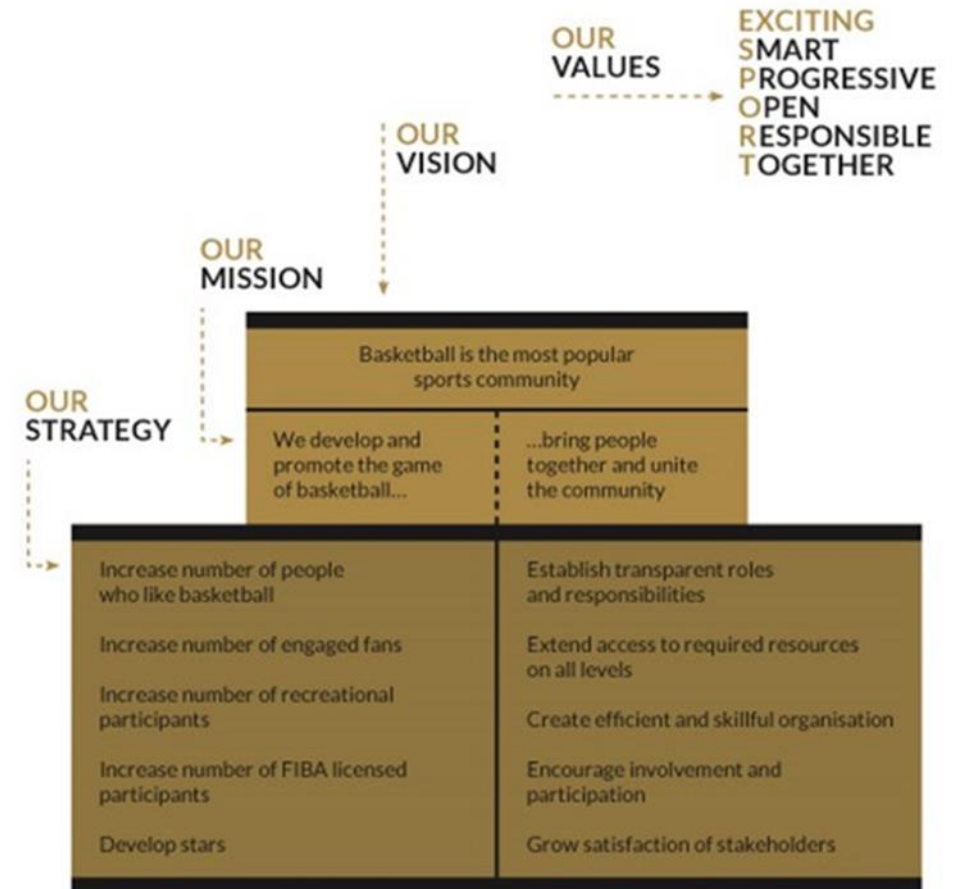 OUR
VALUES
EXCITING
SMART
PROGRESSIVE
OPEN
RESPONSIBLE
TOGETHER
OUR
VISION
OUR
MISSION
OUR
STRATEGY
Basketball is the most popular
sports community
We develop and
promote the game
of basketball...
...bring people
together and unite
the community
Increase number of people
who like basketball
Increase number of engaged fans
Increase number of recreational
participants
Increase number of FIBA licensed
participants
Develop stars
Establish transparent roles
and responsibilities
Extend access to required resources
on all levels
Create efficient and skillful organisation
Encourage involvement and
participation
Grow satisfaction of stakeholders